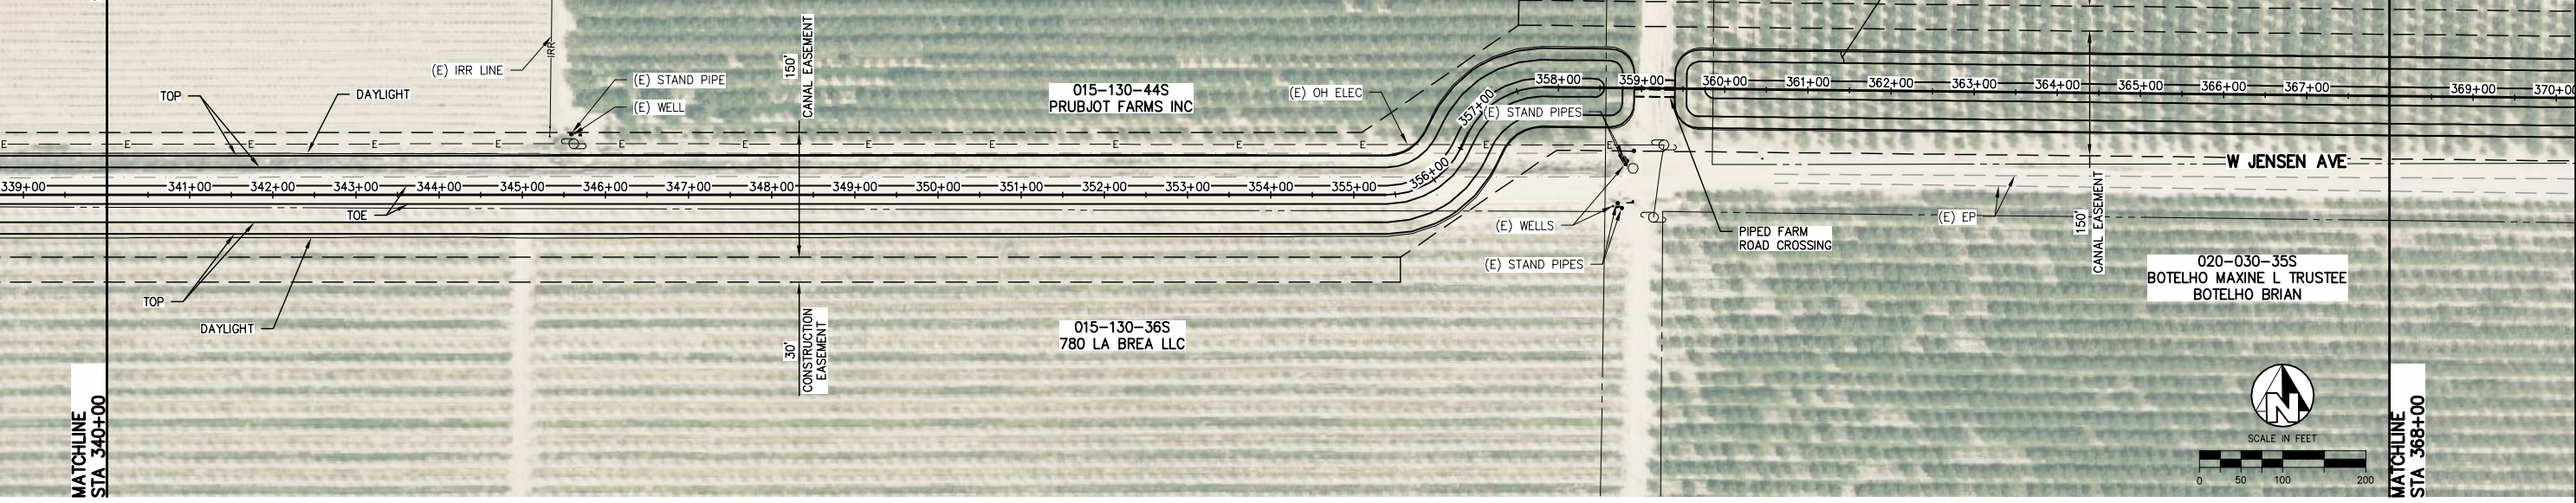 (E) IRR LINE
IRR
(E) STAND PIPE
(E) WELL
TOP
DAYLIGHT
150'
CANAL EASEMENT
015-130-44S
PRUBJOT FARMS INC
(E) OH ELEC
(E) STAND PIPES
E E E E E E E E E E E E E E
339+00 341+00 342+00 343+00 344+00 345+00 346+00 347+00 348+00 349+00 350+00 351+00 352+00 353+00 354+00 355+00 356+00 357+00 358+00 359+00 360+00 361+00 362+00 363+00 364+00 365+00 366+00 367+00 369+00 370+00
TOE
W JENSEN AVE
(E) WELLS
(E) STAND PIPES
PIPED FARM
ROAD CROSSING
(E) EP
150'
CANAL EASEMENT
020-030-35S
BOTELHO MAXINE L TRUSTEE
BOTELHO BRIAN
TOP
DAYLIGHT
30'
CONSTRUCTION
EASEMENT
015-130-36S
780 LA BREA LLC
MATCHLINE
STA 340+00
N
SCALE IN FEET
0 50 100 200
MATCHLINE
STA 368+00